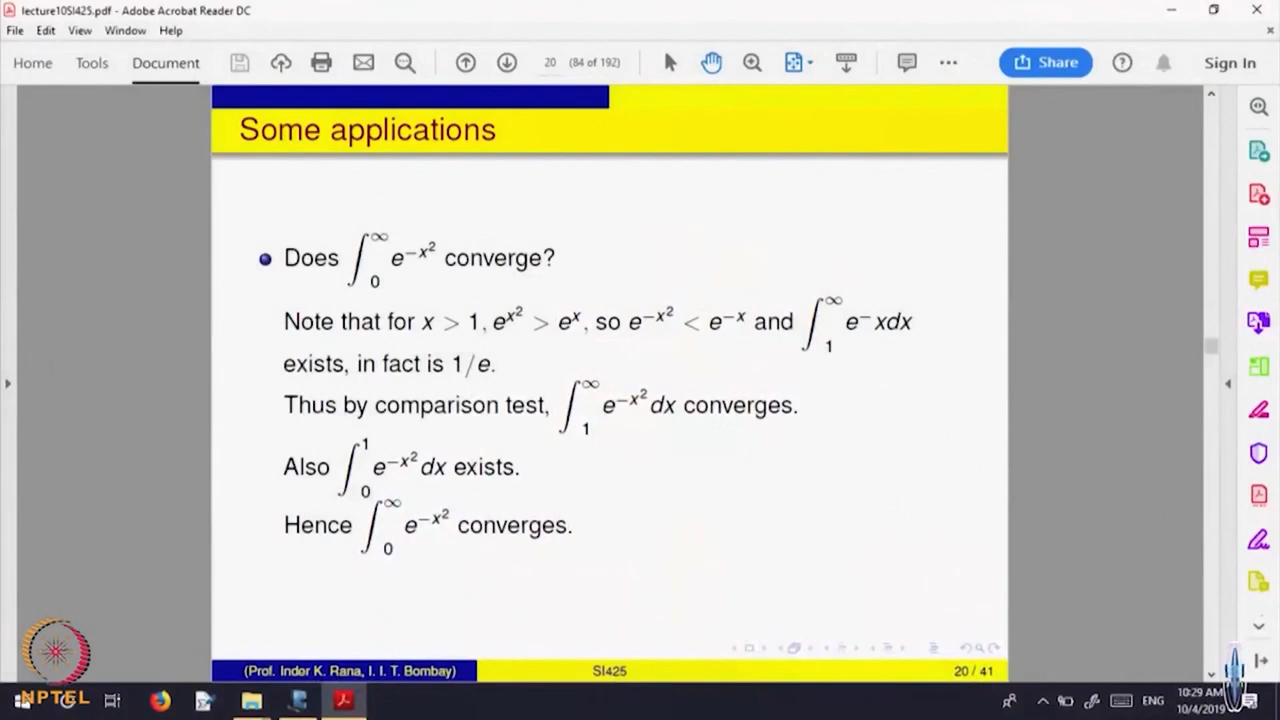 lecture10SI425.pdf - Adobe Acrobat Reader DC
File Edit View Window Help
Home Tools Document 20 (84 of 192) Share Sign In
Some applications
Does ∫₀^∞ e^{−x²} converge?
Note that for x > 1, e^{x²} > e^x, so e^{−x²} < e^{−x} and ∫₁^∞ e^− xdx
exists, in fact is 1/e.
Thus by comparison test, ∫₁^∞ e^{−x²} dx converges.
Also ∫₀^1 e^{−x²} dx exists.
Hence ∫₀^∞ e^{−x²} converges.
(Prof. Inder K. Rana, I. I. T. Bombay) SI425 20 / 41
NPTEL
ENG
10:29 AM
10/4/2019